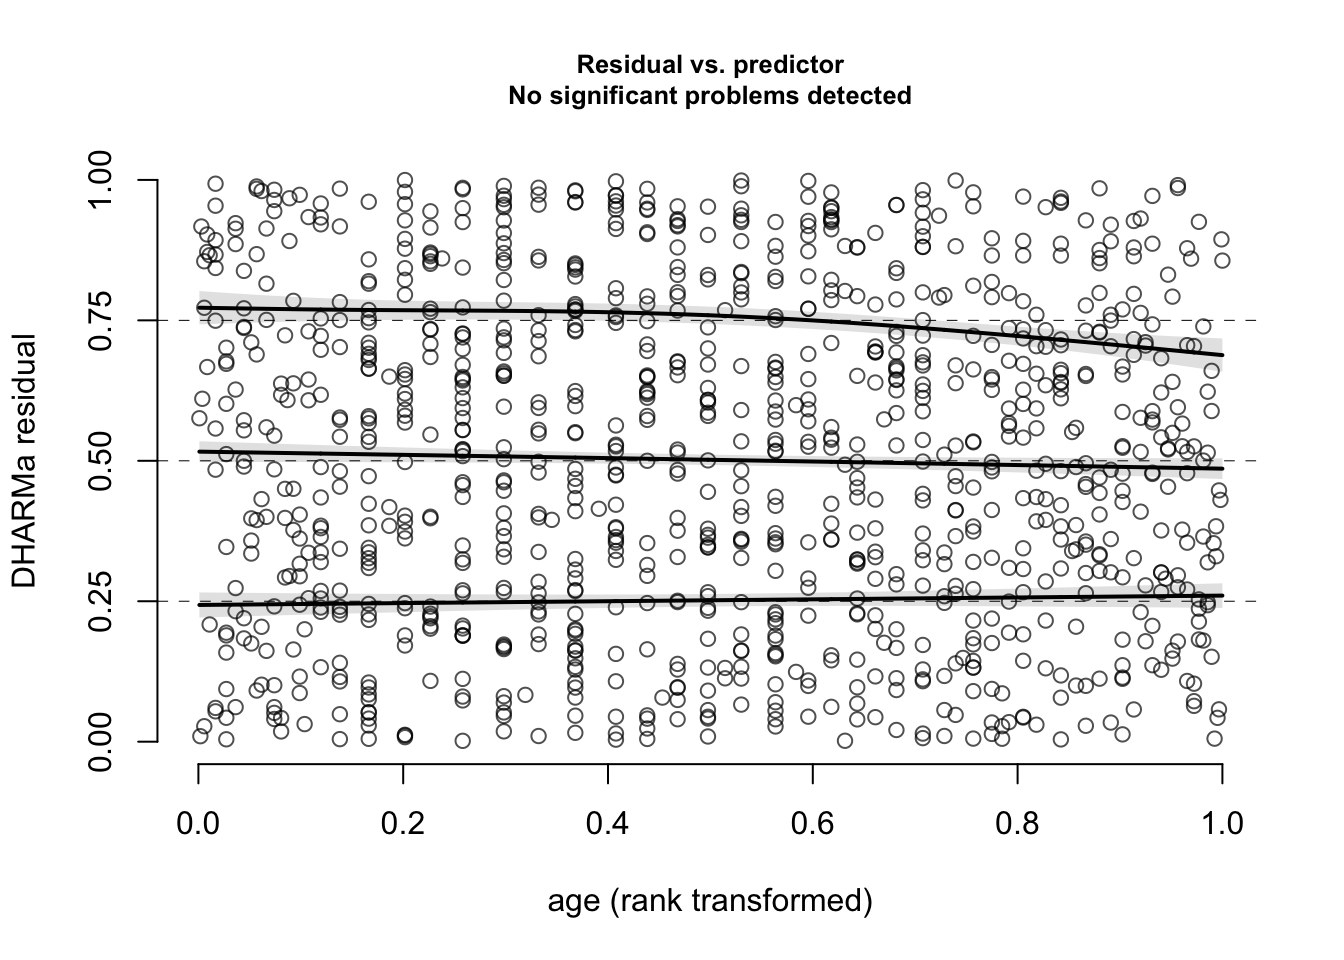 Residual vs. predictor
No significant problems detected
DHARMa residual
1.00
0.75
0.50
0.25
0.00
0.0 0.2 0.4 0.6 0.8 1.0
age (rank transformed)